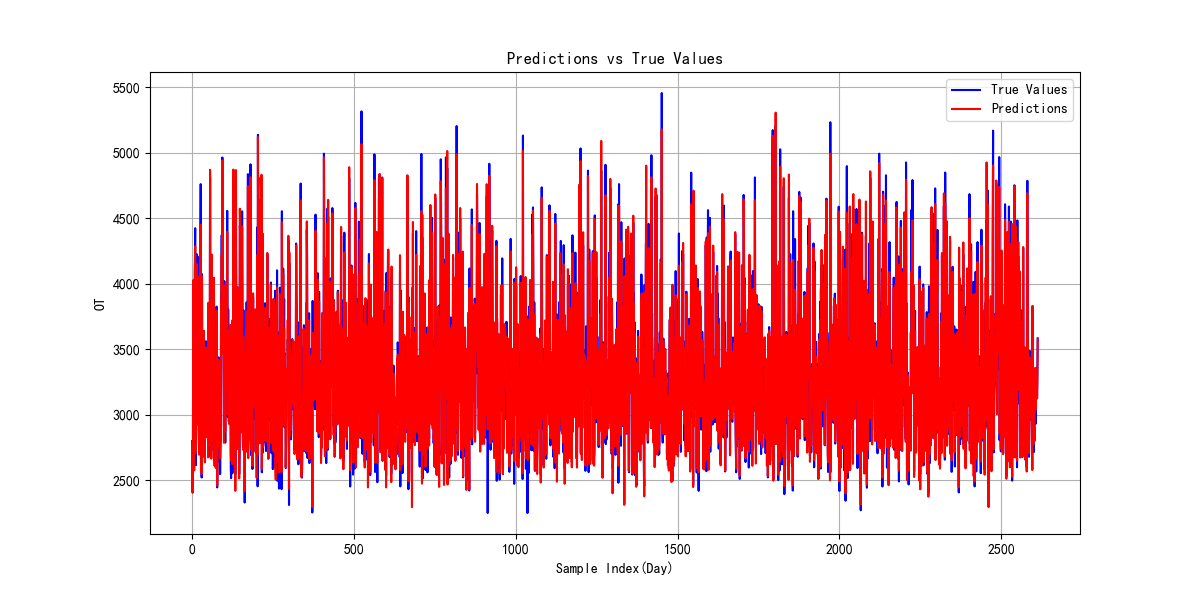 Predictions vs True Values
True Values
Predictions
5500
5000
4500
4000
3500
3000
2500
OT
0
500
1000
1500
2000
2500
Sample Index(Day)